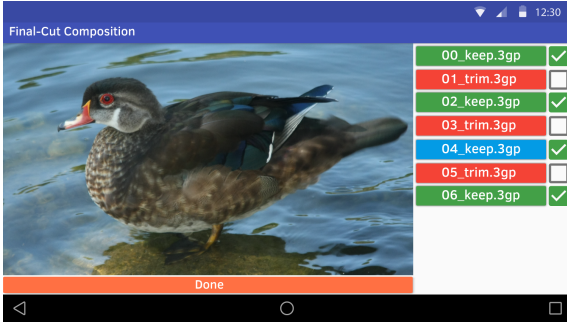 12:30
Final-Cut Composition
00_keep.3gp
01_trim.3gp
02_keep.3gp
03_trim.3gp
04_keep.3gp
05_trim.3gp
06_keep.3gp
Done